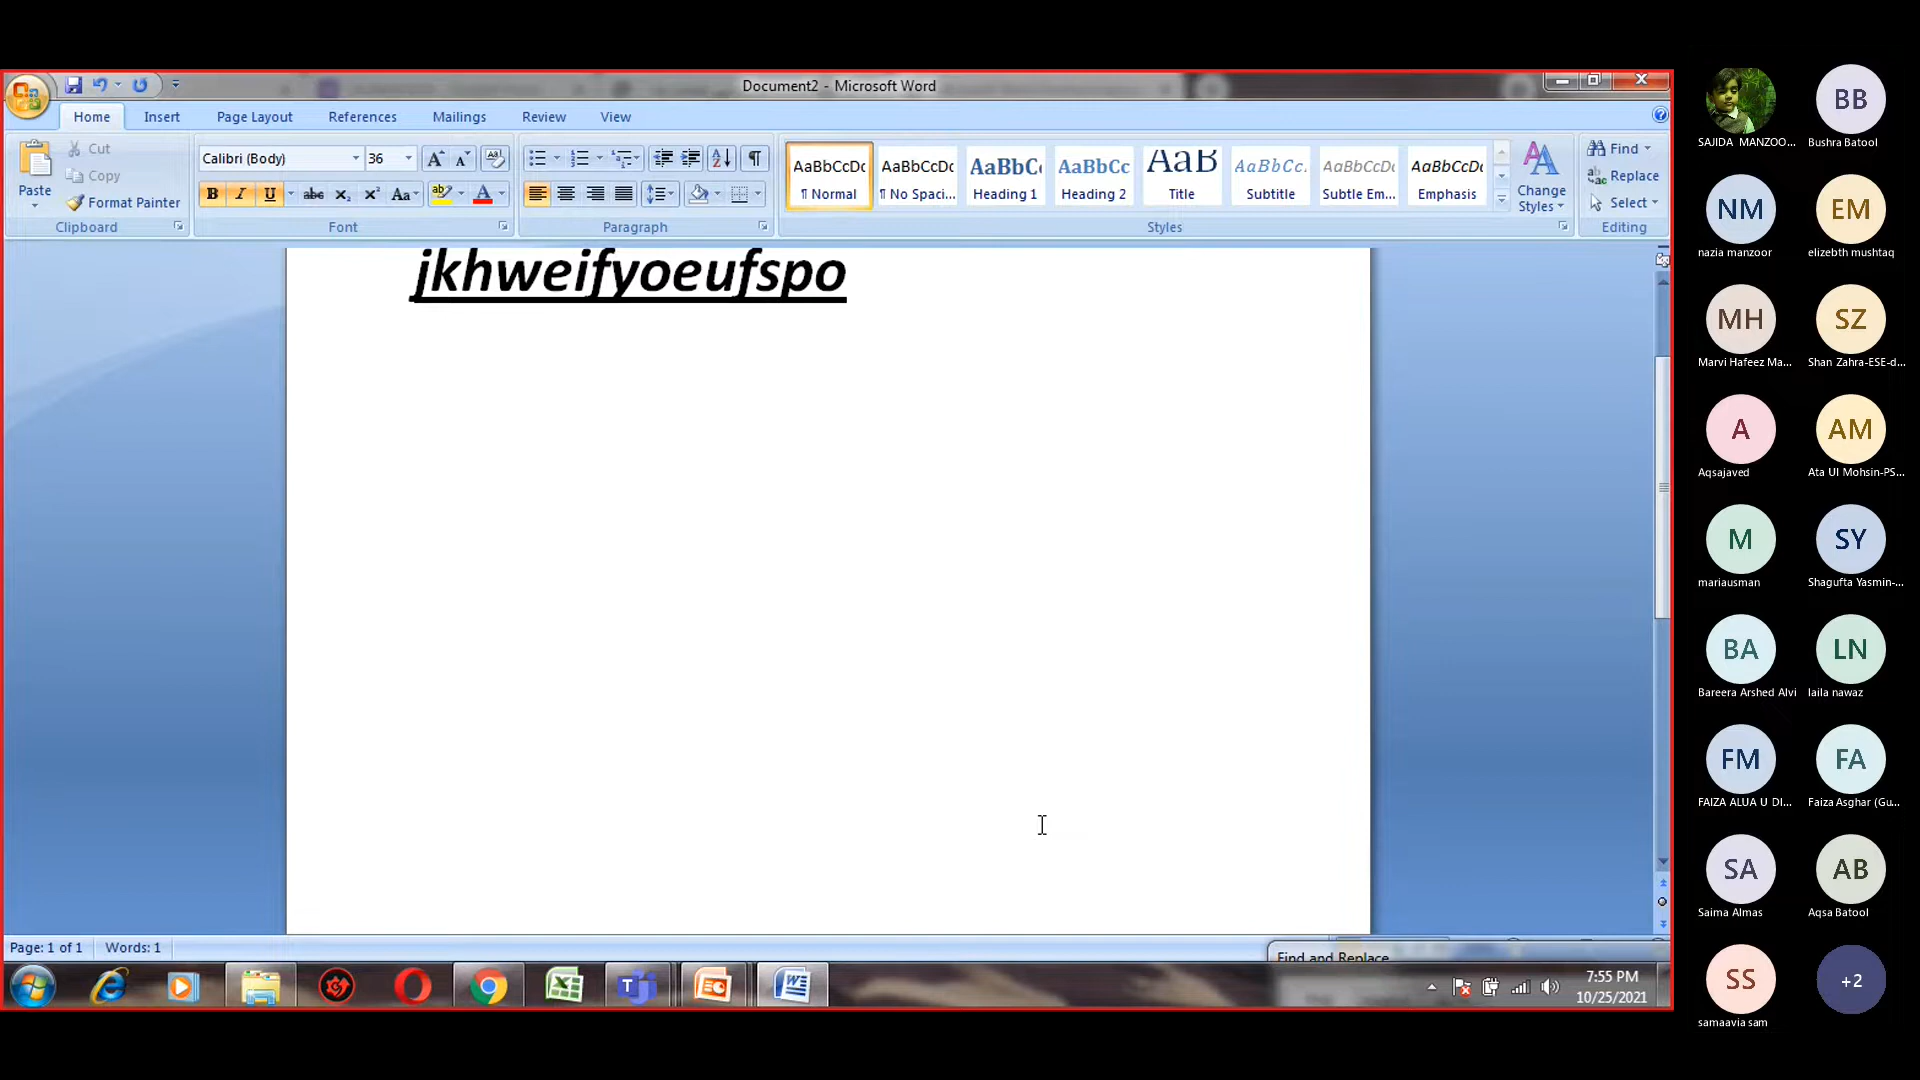 Document2 - Microsoft Word
Home Insert Page Layout References Mailings Review View
Paste
Cut
Copy
Format Painter
Clipboard
Calibri (Body) 36
B I U abc X₂ X² Aa ab A
Font
Paragraph
AaBbCcDc AaBbCcDc AaBbC AaBbCc AaB AaBbCc. AaBbCcDc AaBbCcDc
¶ Normal ¶ No Spaci... Heading 1 Heading 2 Title Subtitle Subtle Em... Emphasis
Styles
Change
Styles
Find
Replace
Select
Editing
jkhweifyoeufspo
Page: 1 of 1 Words: 1
Find and Replace
7:55 PM
10/25/2021
BB
SAJIDA MANZOO... Bushra Batool
NM EM
nazia manzoor elizebth mushtaq
MH SZ
Marvi Hafeez Ma... Shan Zahra-ESE-d...
A AM
Aqsajaved Ata Ul Mohsin-PS...
M SY
mariausman Shagufta Yasmin-...
BA LN
Bareera Arshed Alvi laila nawaz
FM FA
FAIZA ALUA U DI... Faiza Asghar (Gu...
SA AB
Saima Almas Aqsa Batool
SS +2
samaavia sam